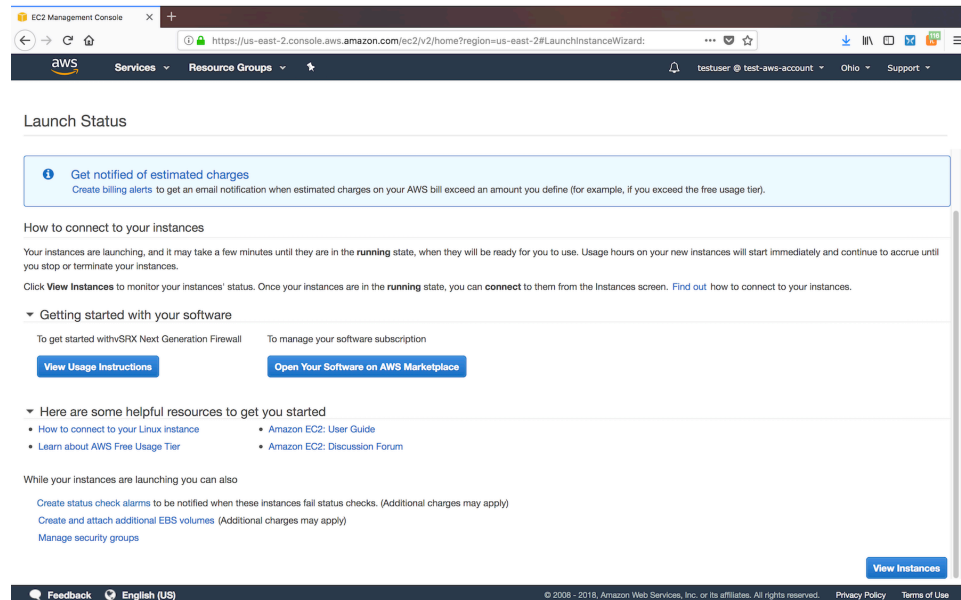 EC2 Management Console
https://us-east-2.console.aws.amazon.com/ec2/v2/home?region=us-east-2#LaunchInstanceWizard:
aws Services Resource Groups testuser @ test-aws-account Ohio Support
Launch Status
Get notified of estimated charges
Create billing alerts to get an email notification when estimated charges on your AWS bill exceed an amount you define (for example, if you exceed the free usage tier).
How to connect to your instances
Your instances are launching, and it may take a few minutes until they are in the running state, when they will be ready for you to use. Usage hours on your new instances will start immediately and continue to accrue until
you stop or terminate your instances.
Click View Instances to monitor your instances' status. Once your instances are in the running state, you can connect to them from the Instances screen. Find out how to connect to your instances.
Getting started with your software
To get started withvSRX Next Generation Firewall To manage your software subscription
View Usage Instructions Open Your Software on AWS Marketplace
Here are some helpful resources to get you started
• How to connect to your Linux instance • Amazon EC2: User Guide
• Learn about AWS Free Usage Tier • Amazon EC2: Discussion Forum
While your instances are launching you can also
Create status check alarms to be notified when these instances fail status checks. (Additional charges may apply)
Create and attach additional EBS volumes (Additional charges may apply)
Manage security groups
View Instances
Feedback English (US) © 2008 - 2018, Amazon Web Services, Inc. or its affiliates. All rights reserved. Privacy Policy Terms of Use